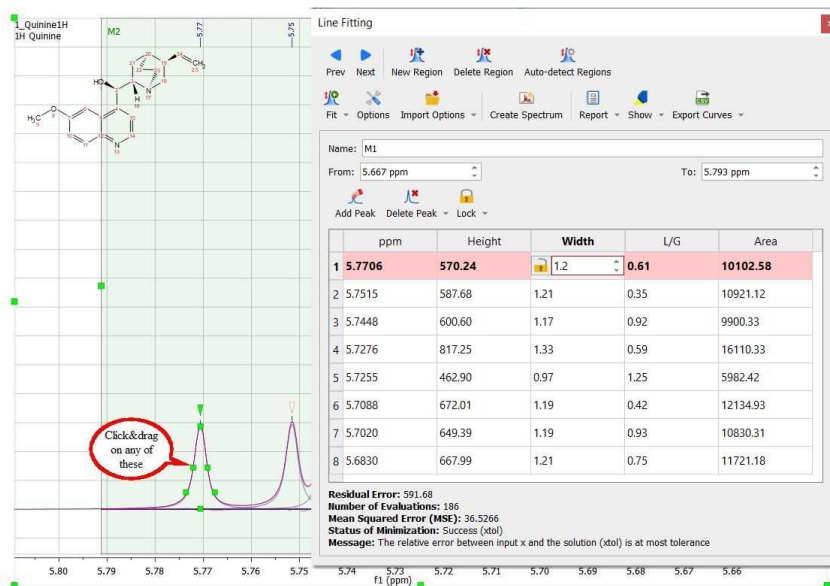 1_Quinine1H
1H Quinine
M2
5.77
5.75
HO
H
N
H₃C
O
CH₂
N
Click&drag
on any of
these
5.80 5.79 5.78 5.77 5.76 5.75 5.74 5.73 5.72 5.71 5.70 5.69 5.68 5.67 5.66
f1 (ppm)
Line Fitting
Prev Next New Region Delete Region Auto-detect Regions
Fit Options Import Options Create Spectrum Report Show Export Curves
Name: M1
From: 5.667 ppm To: 5.793 ppm
Add Peak Delete Peak Lock
ppm Height Width L/G Area
1 5.7706 570.24 1.2 0.61 10102.58
2 5.7515 587.68 1.21 0.35 10921.12
3 5.7448 600.60 1.17 0.92 9900.33
4 5.7276 817.25 1.33 0.59 16110.33
5 5.7255 462.90 0.97 1.25 5982.42
6 5.7088 672.01 1.19 0.42 12134.93
7 5.7020 649.39 1.19 0.93 10830.31
8 5.6830 667.99 1.21 0.75 11721.18
Residual Error: 591.68
Number of Evaluations: 186
Mean Squared Error (MSE): 36.5266
Status of Minimization: Success (xtol)
Message: The relative error between input x and the solution (xtol) is at most tolerance